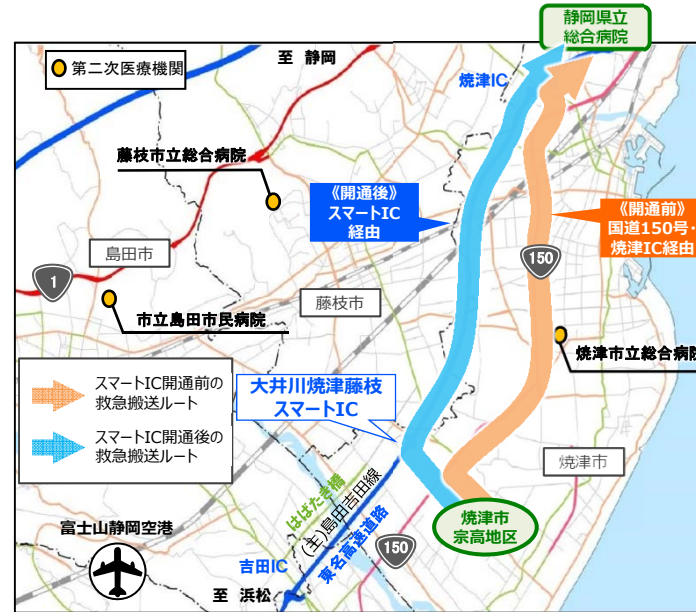 静岡県立
総合病院
第二次医療機関
至 静岡
焼津IC
藤枝市立総合病院
《開通後》
スマートIC
経由
《開通前》
国道150号・
焼津IC経由
島田市
150
1
藤枝市
市立島田市民病院
焼津市立総合病院
スマートIC開通前の
救急搬送ルート
スマートIC開通後の
救急搬送ルート
大井川焼津藤枝
スマートIC
焼津市
はばたき橋
(主)島田吉田線
東名高速道路
焼津市
宗高地区
富士山静岡空港
150
吉田IC
至 浜松